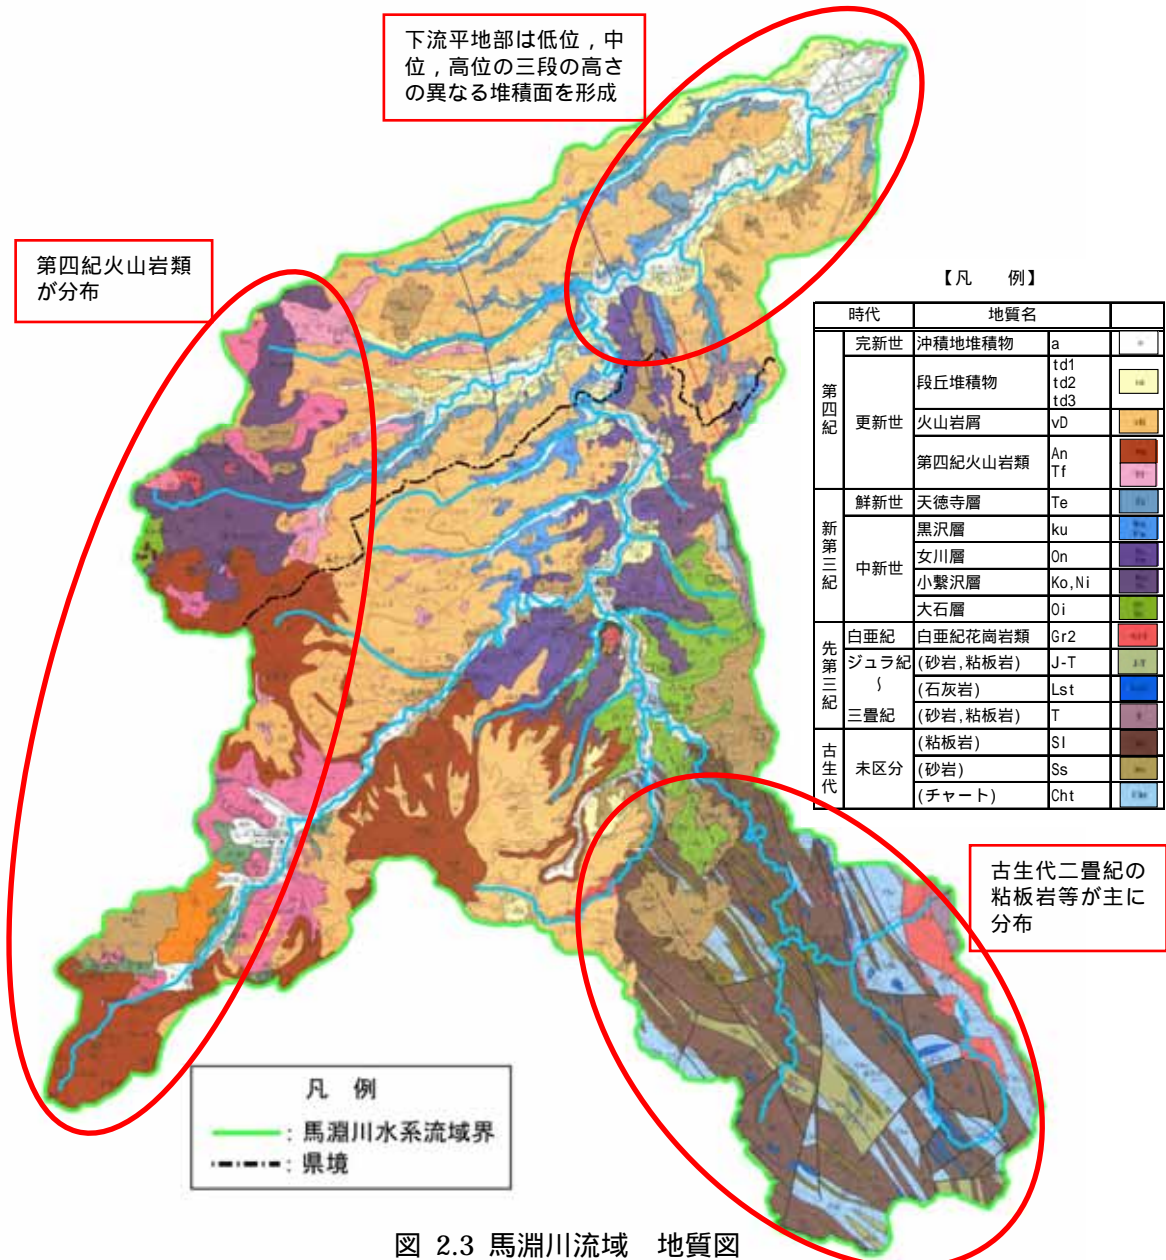 下流平地部は低位，中
位，高位の三段の高さ
の異なる堆積面を形成
第四紀火山岩類
が分布
【凡　例】
時代 地質名
第四紀 完新世 沖積地堆積物 a
更新世 段丘堆積物 td1
td2
td3
火山岩屑 vD
第四紀火山岩類 An
Tf
新第三紀 鮮新世 天徳寺層 Te
中新世 黒沢層 ku
女川層 On
小繋沢層 Ko,Ni
大石層 Oi
先第三紀 白亜紀 白亜紀花崗岩類 Gr2
ジュラ紀 (砂岩,粘板岩) J-T
～ (石灰岩) Lst
三畳紀 (砂岩,粘板岩) T
古生代 未区分 (粘板岩) Sl
(砂岩) Ss
(チャート) Cht
古生代二畳紀の
粘板岩等が主に
分布
凡　例
: 馬淵川水系流域界
: 県境
図 2.3 馬淵川流域　地質図